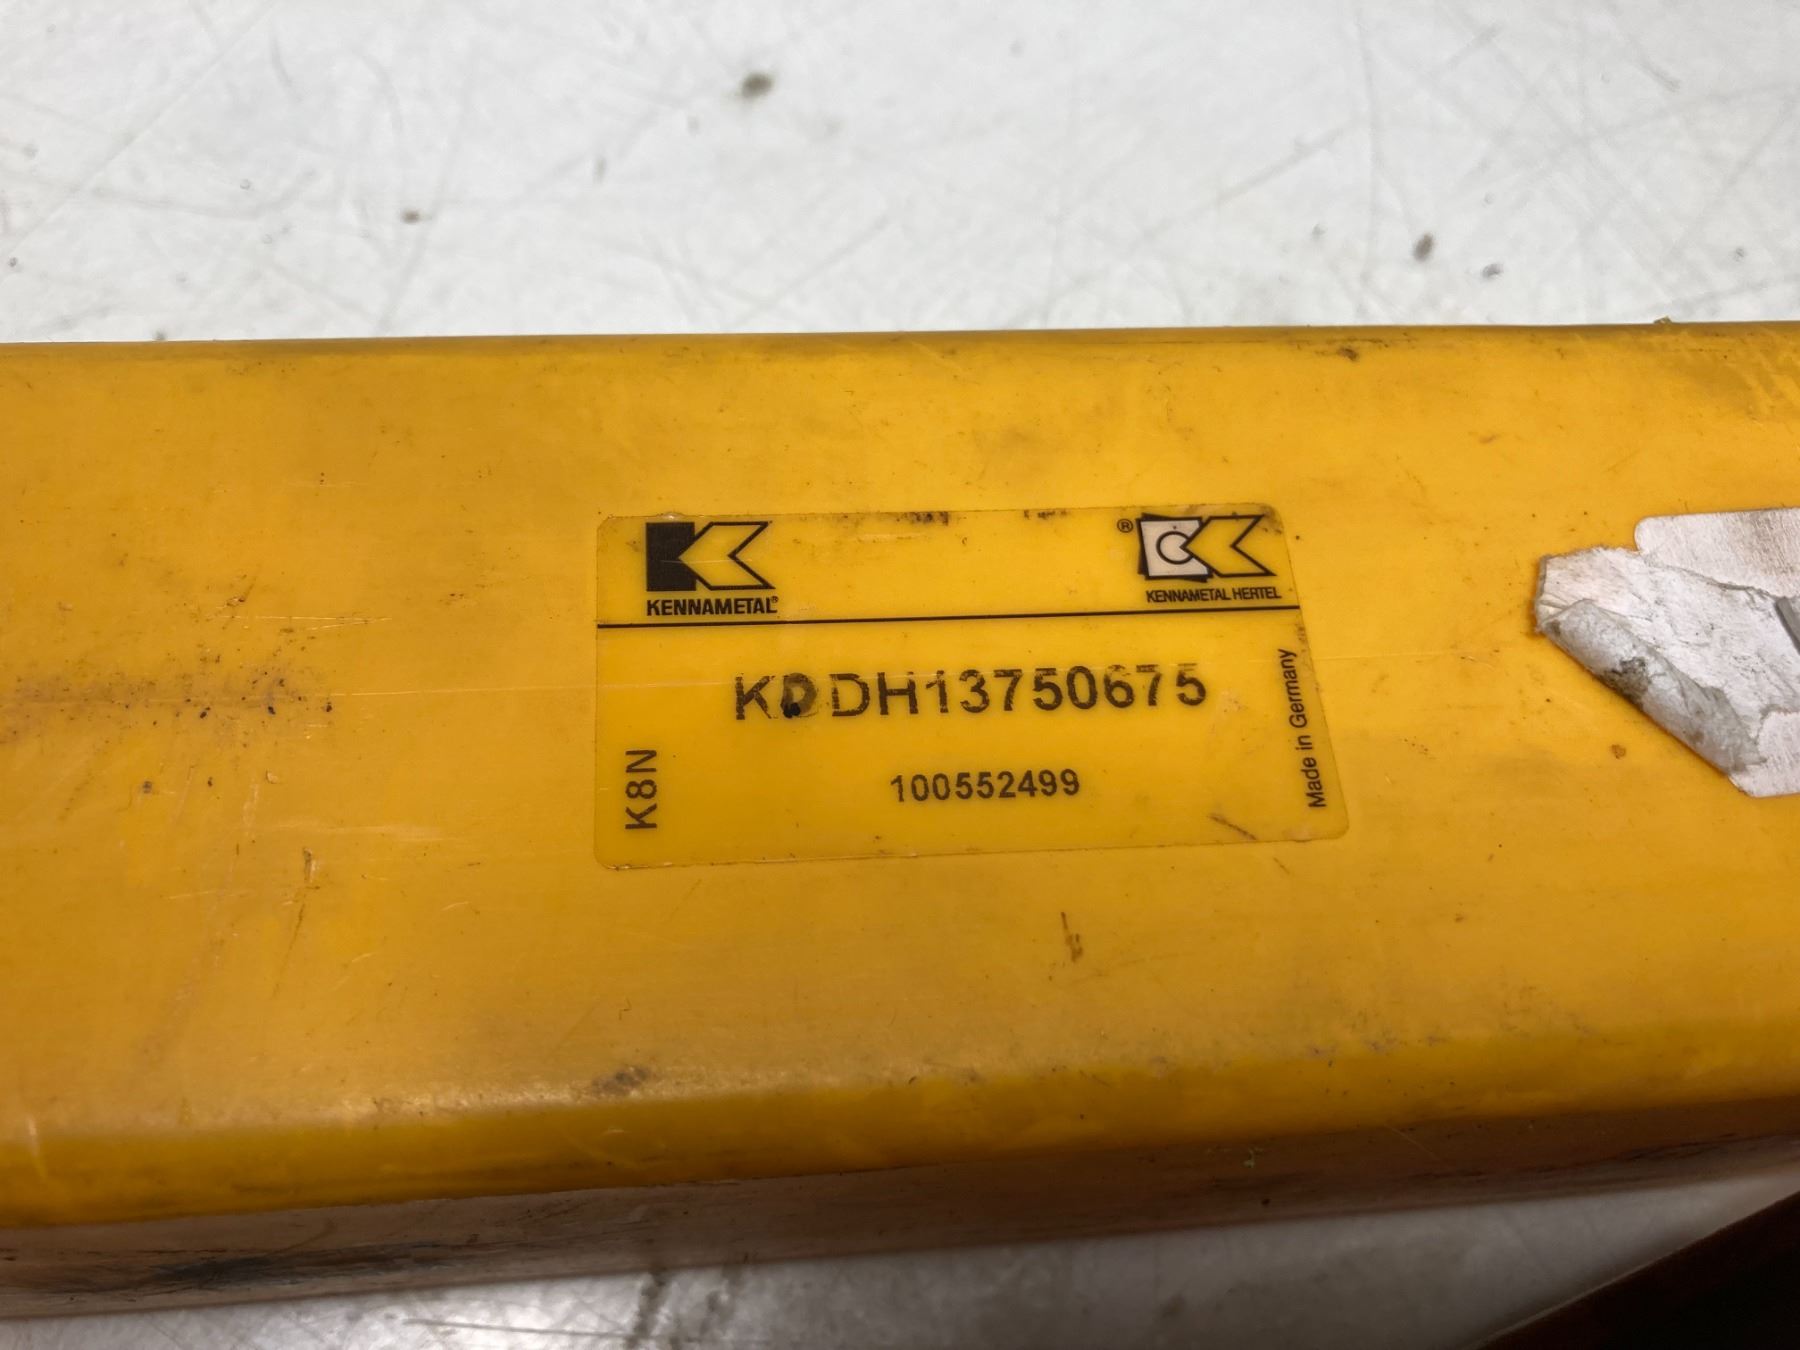 KENNAMETAL®
® KENNAMETAL HERTEL
KDDH13750675
K8N
100552499
Made in Germany